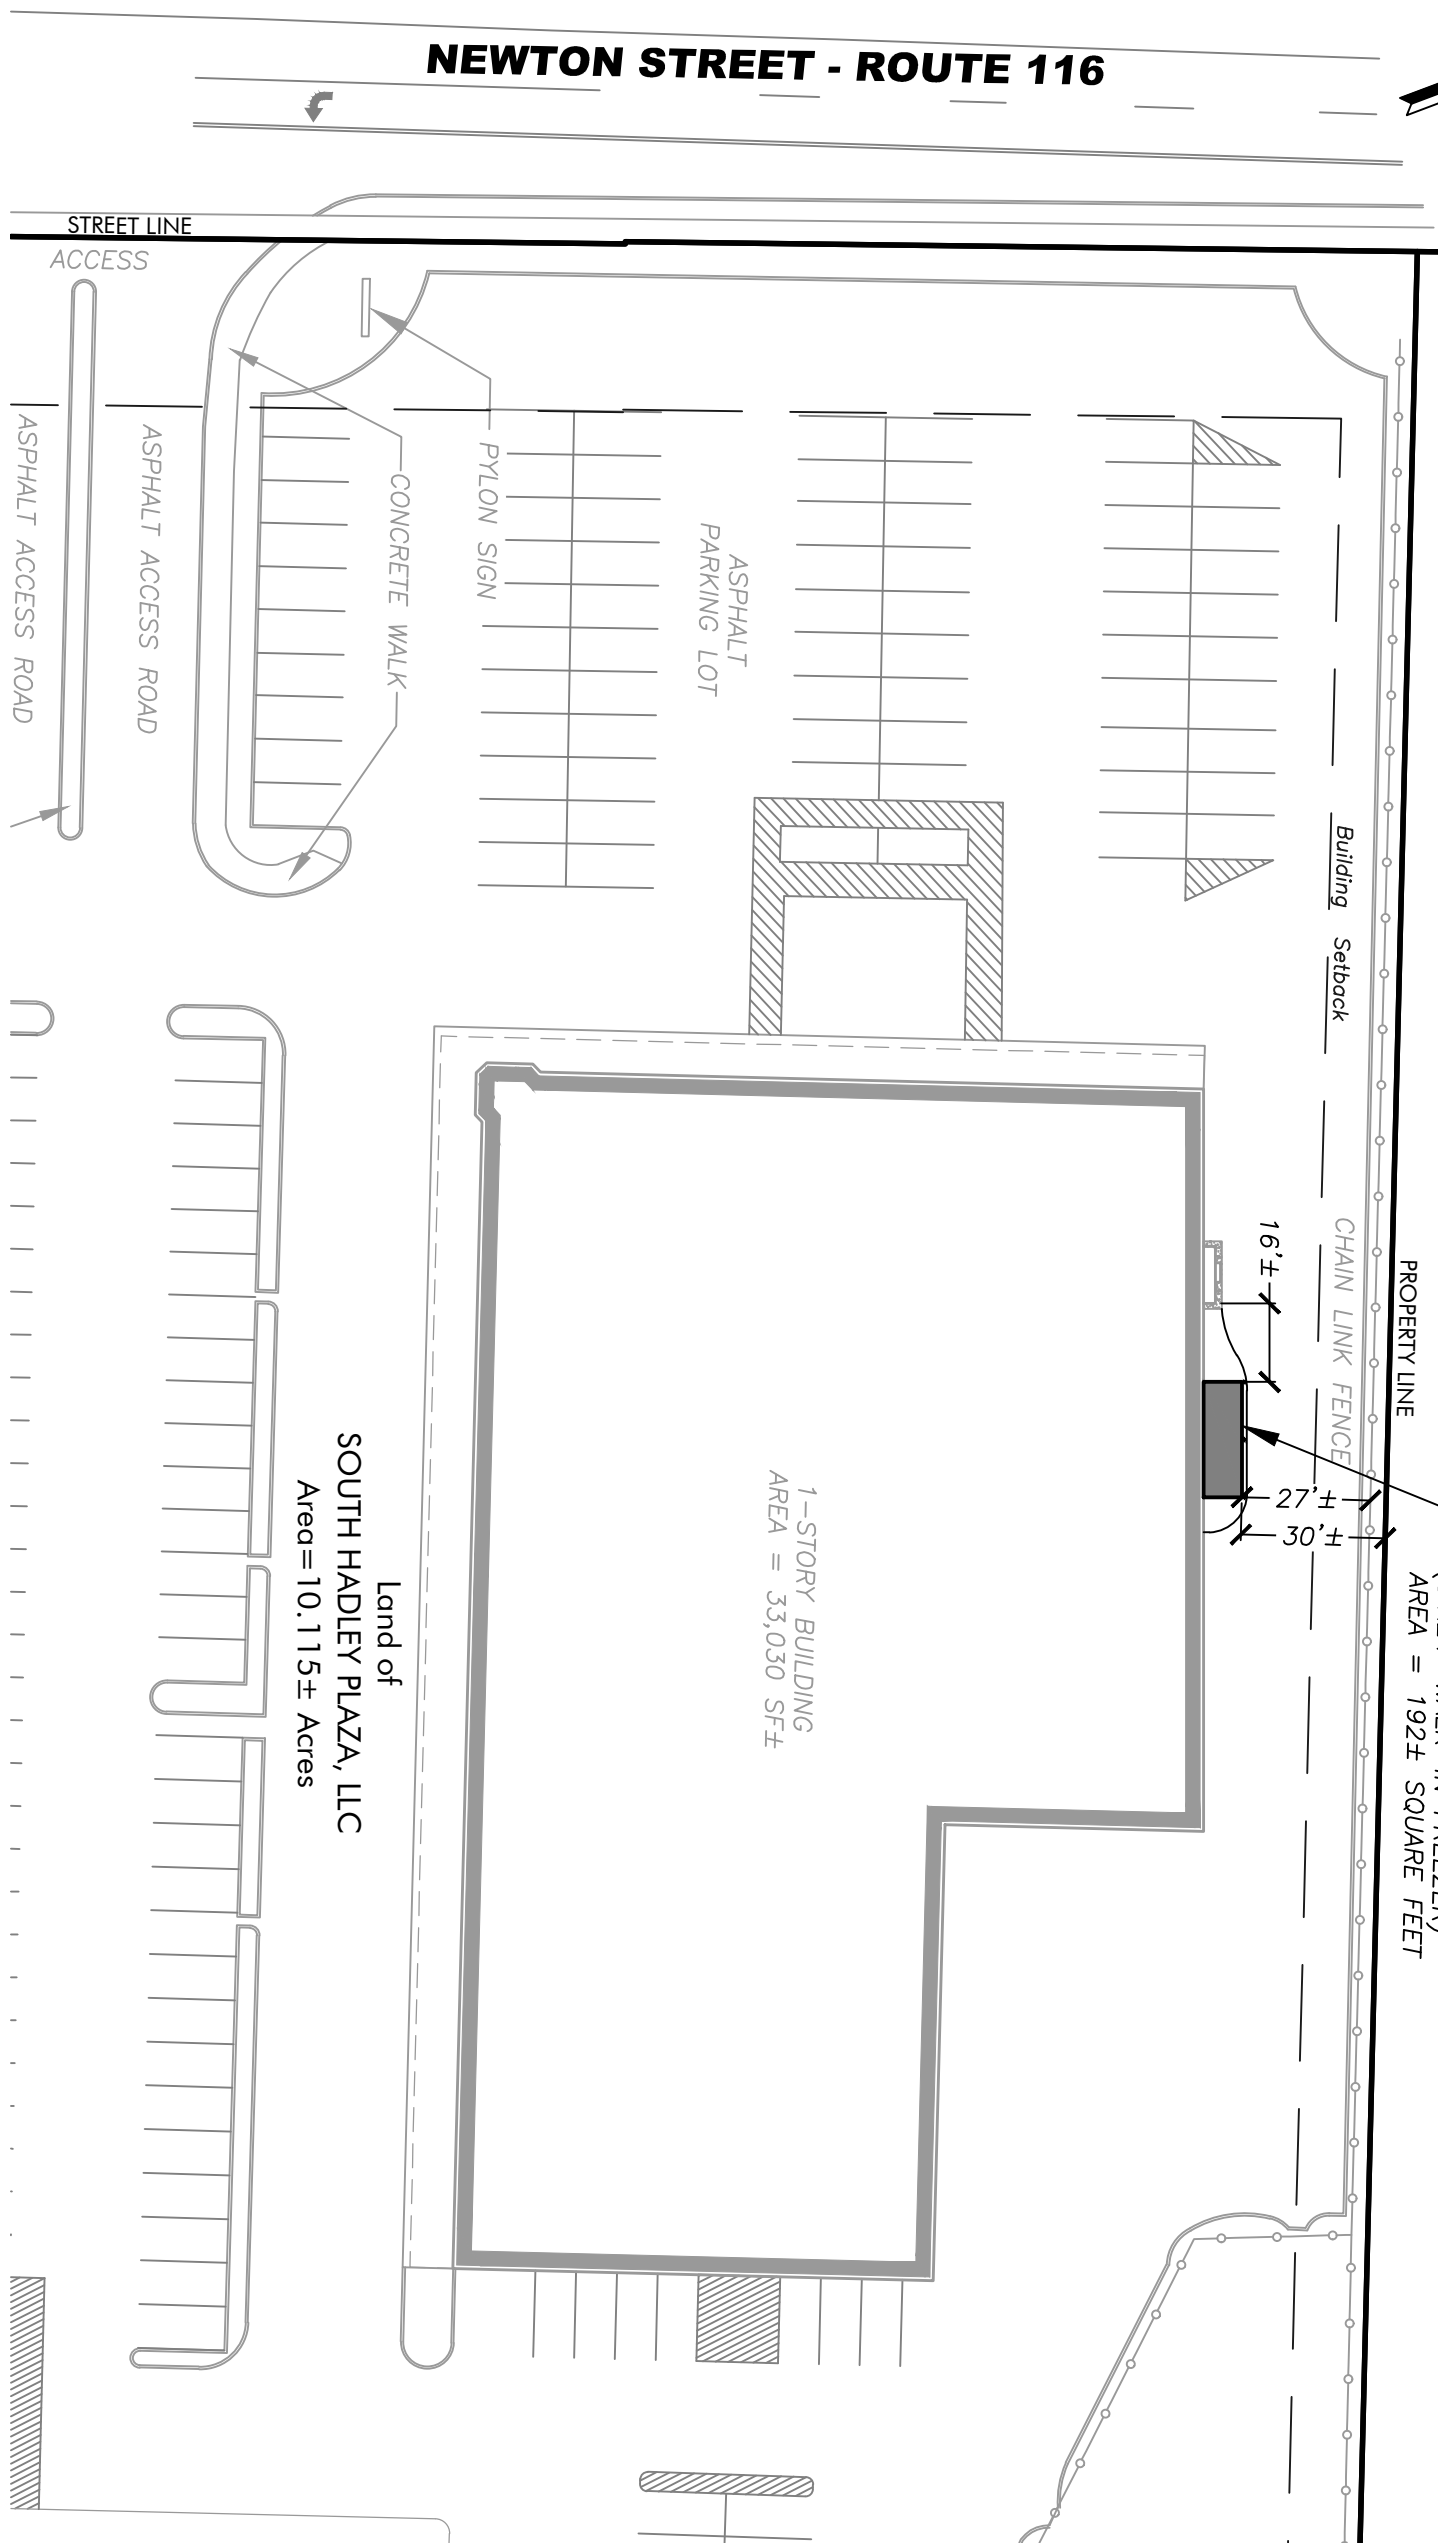 NEWTON STREET - ROUTE 116
STREET LINE
ACCESS
ASPHALT ACCESS ROAD
ASPHALT ACCESS ROAD
CONCRETE WALK
PYLON SIGN
ASPHALT
PARKING LOT
Building Setback
CHAIN LINK FENCE
PROPERTY LINE
16'±
27'±
30'±
AREA = 192± SQUARE FEET
1-STORY BUILDING
AREA = 33,030 SF±
Land of
SOUTH HADLEY PLAZA, LLC
Area=10.115± Acres